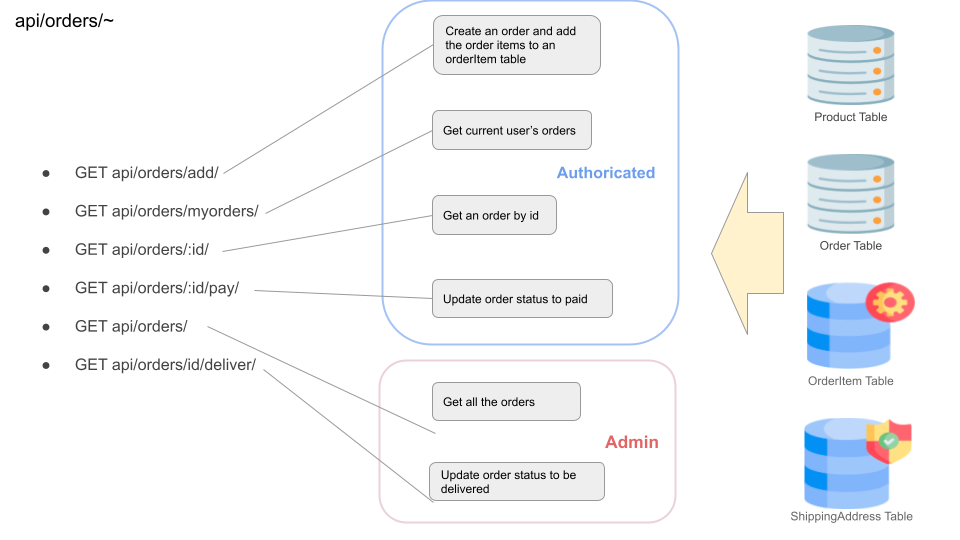 api/orders/~
● GET api/orders/add/
● GET api/orders/myorders/
● GET api/orders/:id/
● GET api/orders/:id/pay/
● GET api/orders/
● GET api/orders/id/deliver/
Create an order and add
the order items to an
orderItem table
Get current user's orders
Authoricated
Get an order by id
Update order status to paid
Get all the orders
Admin
Update order status to be
delivered
Product Table
Order Table
OrderItem Table
ShippingAddress Table